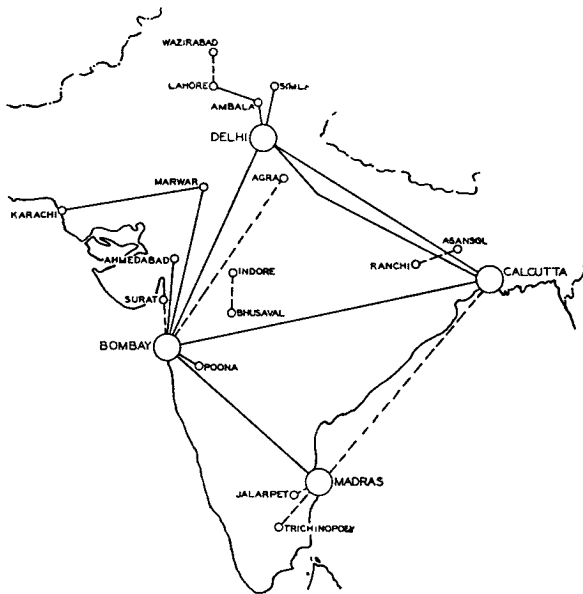 WAZIRABAD
LAHORE
SIMLA
AMBALA
DELHI
MARWAR
AGRA
KARACHI
ASANSOL
AHMEDABAD
INDORE
RANCHI
CALCUTTA
SURAT
BHUSAVAL
BOMBAY
POONA
MADRAS
JALARPET
TRICHINOPOLY